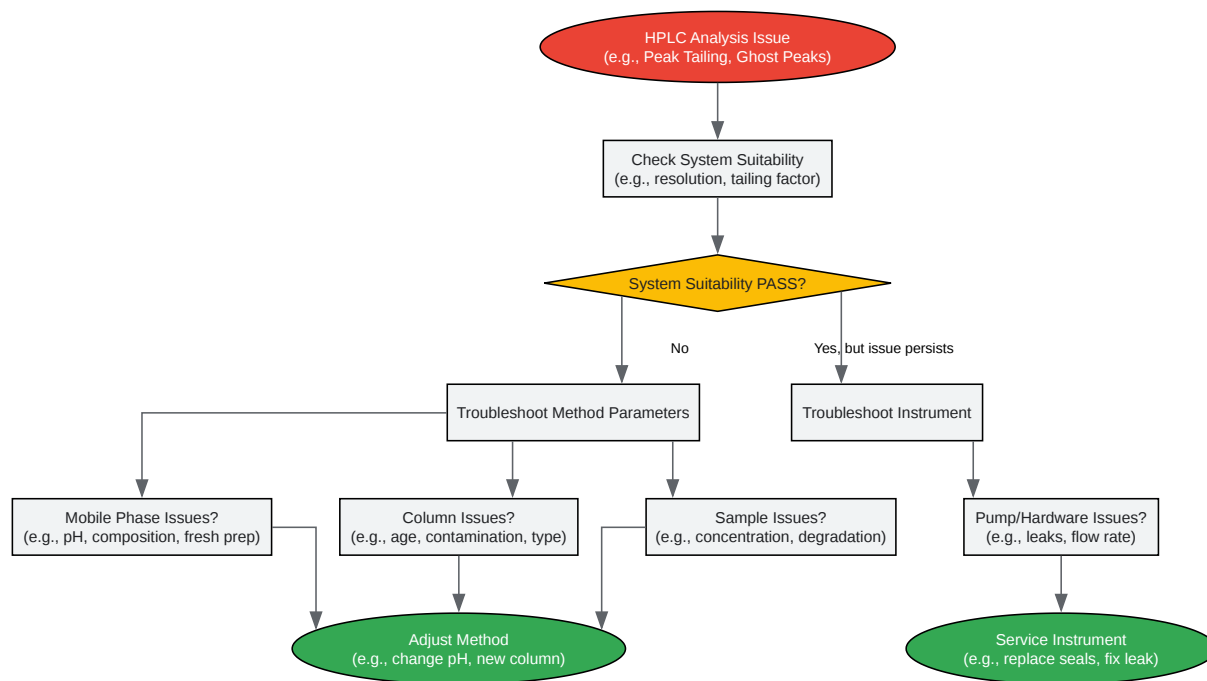 HPLC Analysis Issue
(e.g., Peak Tailing, Ghost Peaks)
Check System Suitability
(e.g., resolution, tailing factor)
System Suitability PASS?
No
Yes, but issue persists
Troubleshoot Method Parameters
Troubleshoot Instrument
Mobile Phase Issues?
(e.g., pH, composition, fresh prep)
Column Issues?
(e.g., age, contamination, type)
Sample Issues?
(e.g., concentration, degradation)
Pump/Hardware Issues?
(e.g., leaks, flow rate)
Adjust Method
(e.g., change pH, new column)
Service Instrument
(e.g., replace seals, fix leak)